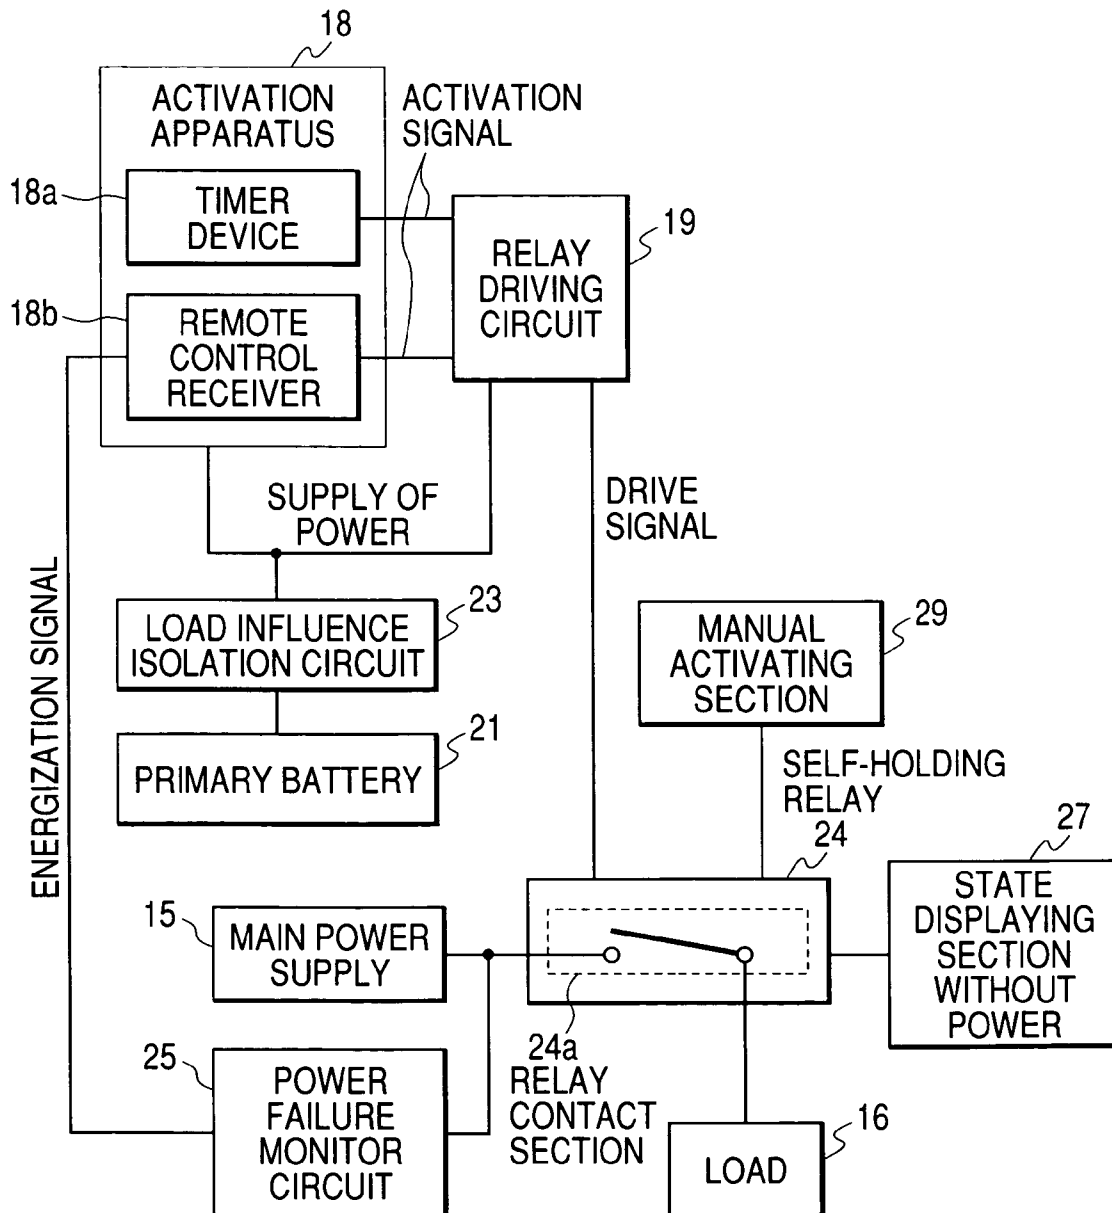 18
ACTIVATION
APPARATUS
ACTIVATION
SIGNAL
18a
TIMER
DEVICE
19
RELAY
DRIVING
CIRCUIT
18b
REMOTE
CONTROL
RECEIVER
SUPPLY OF
POWER
DRIVE
SIGNAL
ENERGIZATION SIGNAL
23
LOAD INFLUENCE
ISOLATION CIRCUIT
29
MANUAL
ACTIVATING
SECTION
21
PRIMARY BATTERY
SELF-HOLDING
RELAY
24
27
STATE
DISPLAYING
SECTION
WITHOUT
POWER
15
MAIN POWER
SUPPLY
24a
RELAY
CONTACT
SECTION
25
POWER
FAILURE
MONITOR
CIRCUIT
16
LOAD